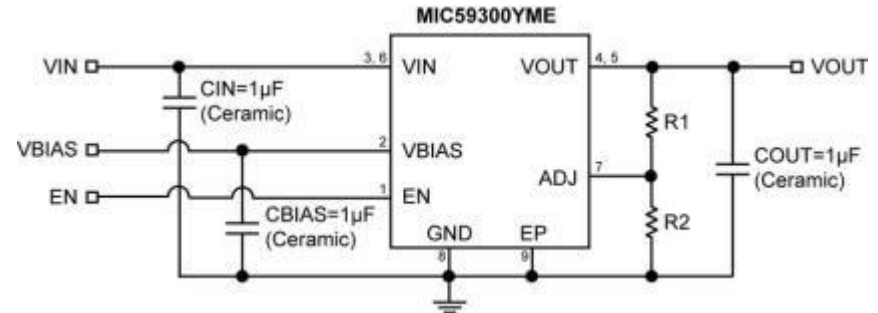 MIC59300YME
VIN
3, 6
VIN
VOUT
4, 5
VOUT
CIN=1µF
(Ceramic)
R1
VBIAS
2
VBIAS
COUT=1µF
(Ceramic)
ADJ
7
EN
1
EN
CBIAS=1µF
(Ceramic)
R2
GND
EP
8
9